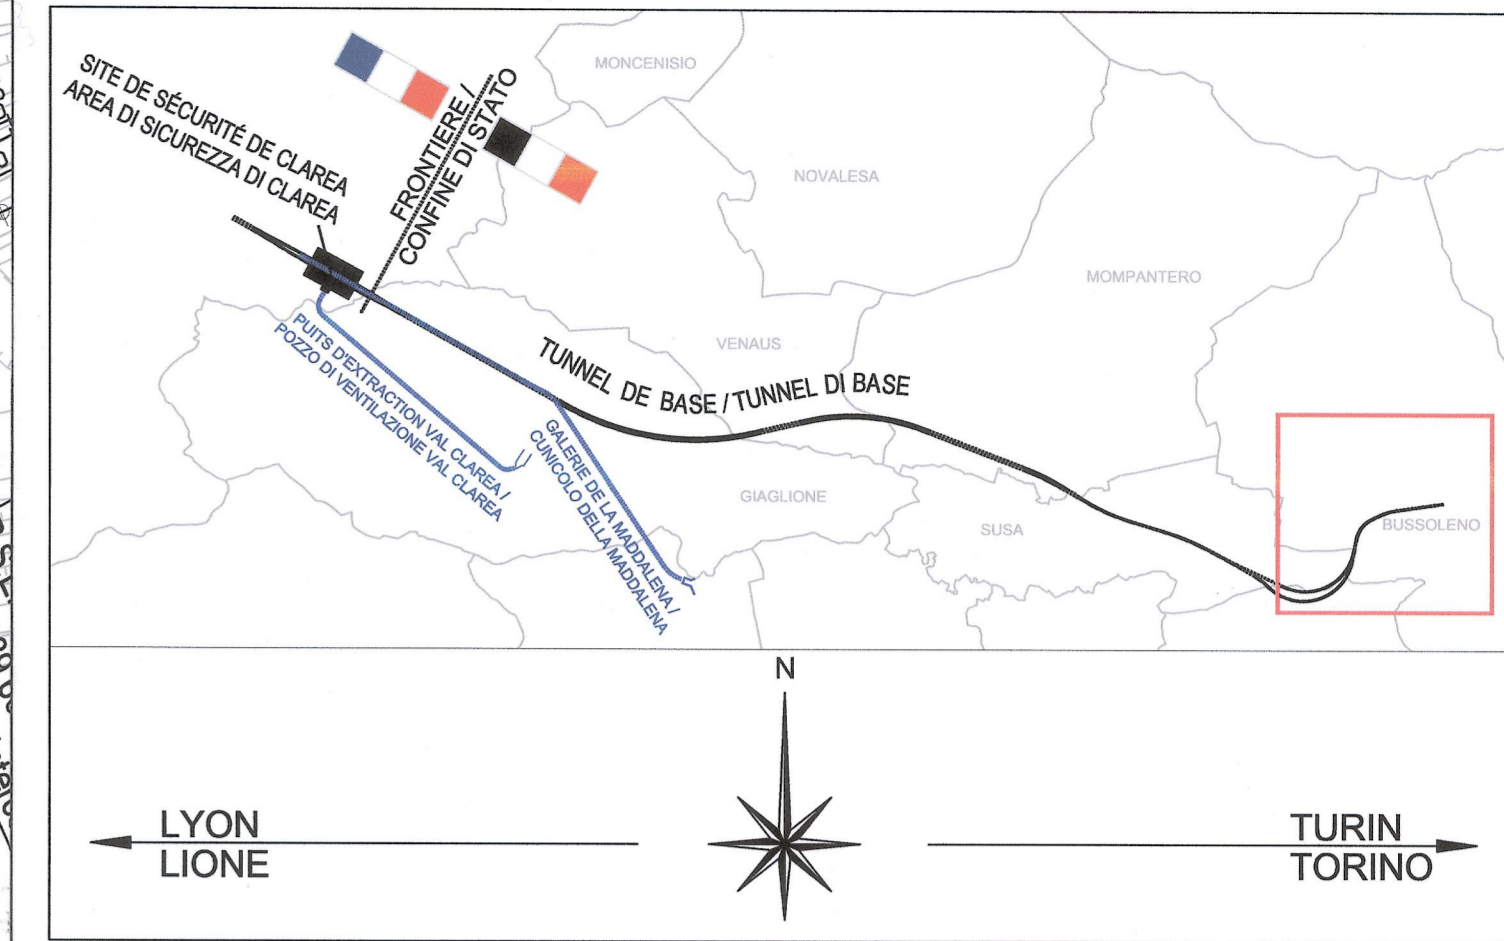 MONCENISIO
SITE DE SÉCURITÉ DE CLAREA
AREA DI SICUREZZA DI CLAREA
FRONTIERE /
CONFINE DI STATO
NOVALESA
MOMPANTERO
VENAUS
TUNNEL DE BASE / TUNNEL DI BASE
PUITS D'EXTRACTION VAL CLAREA /
POZZO DI VENTILAZIONE VAL CLAREA
GALERIE DE LA MADDALENA /
CUNICOLO DELLA MADDALENA
GIAGLIONE
SUSA
BUSSOLENO
N
LYON
LIONE
TURIN
TORINO